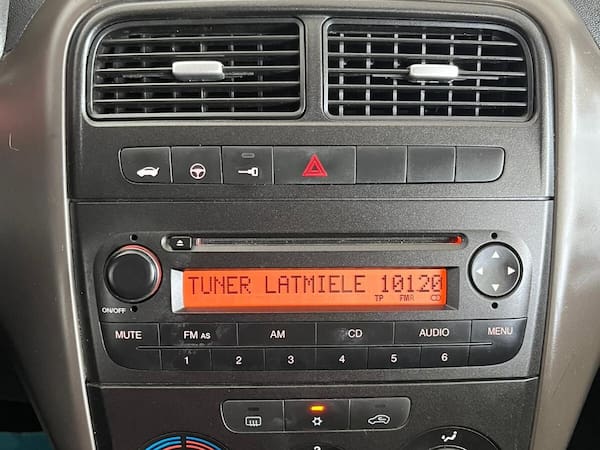 TUNER LATMIELE 10120
TP FMR CD
ON/OFF
MUTE FM AS AM CD AUDIO MENU
1 2 3 4 5 6